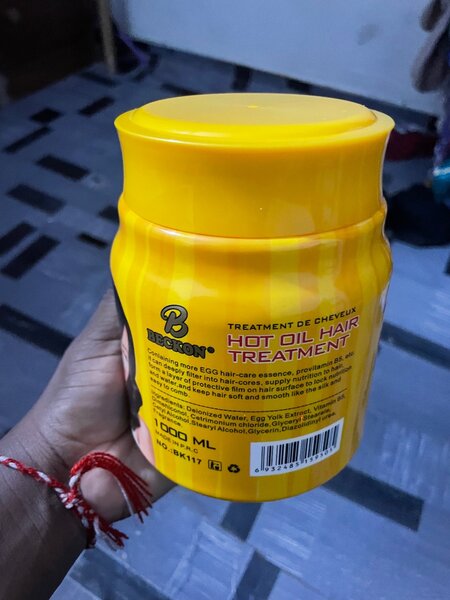 B
BECKON®
TREATMENT DE CHEVEUX
HOT OIL HAIR
TREATMENT
Containing more EGG hair-care essence, provitamin B5, etc.
it can deeply filter into hair-cores, supply nutrition to hair,
form a layer of protective film on hair surface to lock nutrition
and water,and keep hair soft and smooth like the silk and
easy to comb.
Ingredients: Daionized Water, Egg Yolk Extract, Vitamin B5,
Cetrimonium chloride, Glyceryl Stearate,
Alcohol,Stearyl Alcohol,Glycerin,Diazolidinyl urea,
1000 ML
MADE IN P.R.C
NO.:BK117